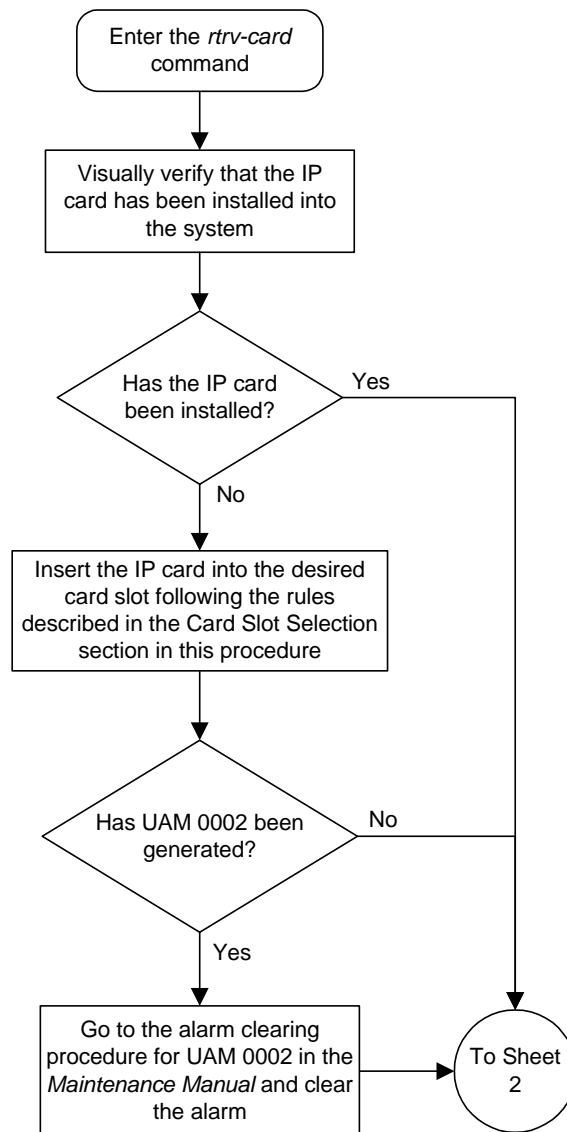 Enter the rtrv-card
command
Visually verify that the IP
card has been installed into
the system
Has the IP card
been installed?
Yes
No
Insert the IP card into the desired
card slot following the rules
described in the Card Slot Selection
section in this procedure
Has UAM 0002 been
generated?
No
Yes
Go to the alarm clearing
procedure for UAM 0002 in the
Maintenance Manual and clear
the alarm
To Sheet
2